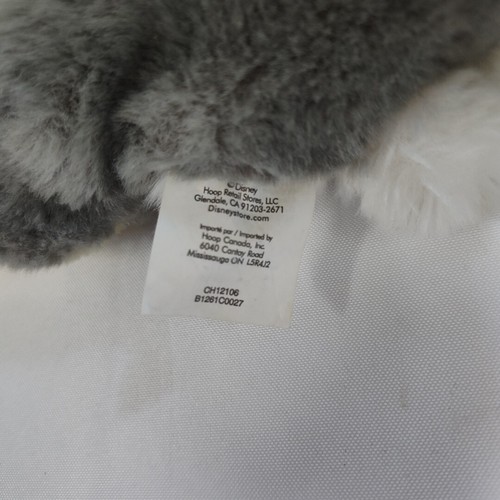 © Disney
Hoop Retail Stores, LLC
Glendale, CA 91203-2671
Disneystore.com
Importé par / Imported by
Hoop Canada, Inc
6040 Cantay Road
Mississauga ON L5R4J2
CH12106
B1261C0027